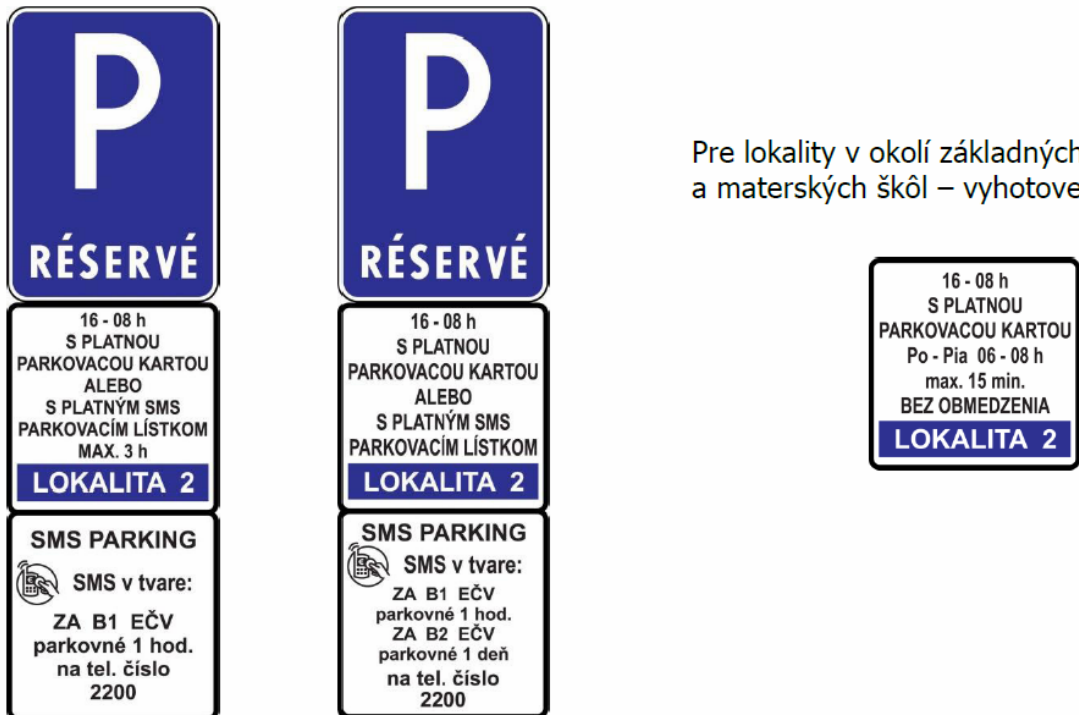 P
RÉSERVÉ
16 - 08 h
S PLATNOU
PARKOVACOU KARTOU
ALEBO
S PLATNÝM SMS
PARKOVACÍM LÍSTKOM
MAX. 3 h
LOKALITA 2
SMS PARKING
SMS v tvare:
ZA B1 EČV
parkovné 1 hod.
na tel. číslo
2200
P
RÉSERVÉ
16 - 08 h
S PLATNOU
PARKOVACOU KARTOU
ALEBO
S PLATNÝM SMS
PARKOVACÍM LÍSTKOM
LOKALITA 2
SMS PARKING
SMS v tvare:
ZA B1 EČV
parkovné 1 hod.
ZA B2 EČV
parkovné 1 deň
na tel. číslo
2200
Pre lokality v okolí základných
a materských škôl – vyhotove
16 - 08 h
S PLATNOU
PARKOVACOU KARTOU
Po - Pia 06 - 08 h
max. 15 min.
BEZ OBMEDZENIA
LOKALITA 2